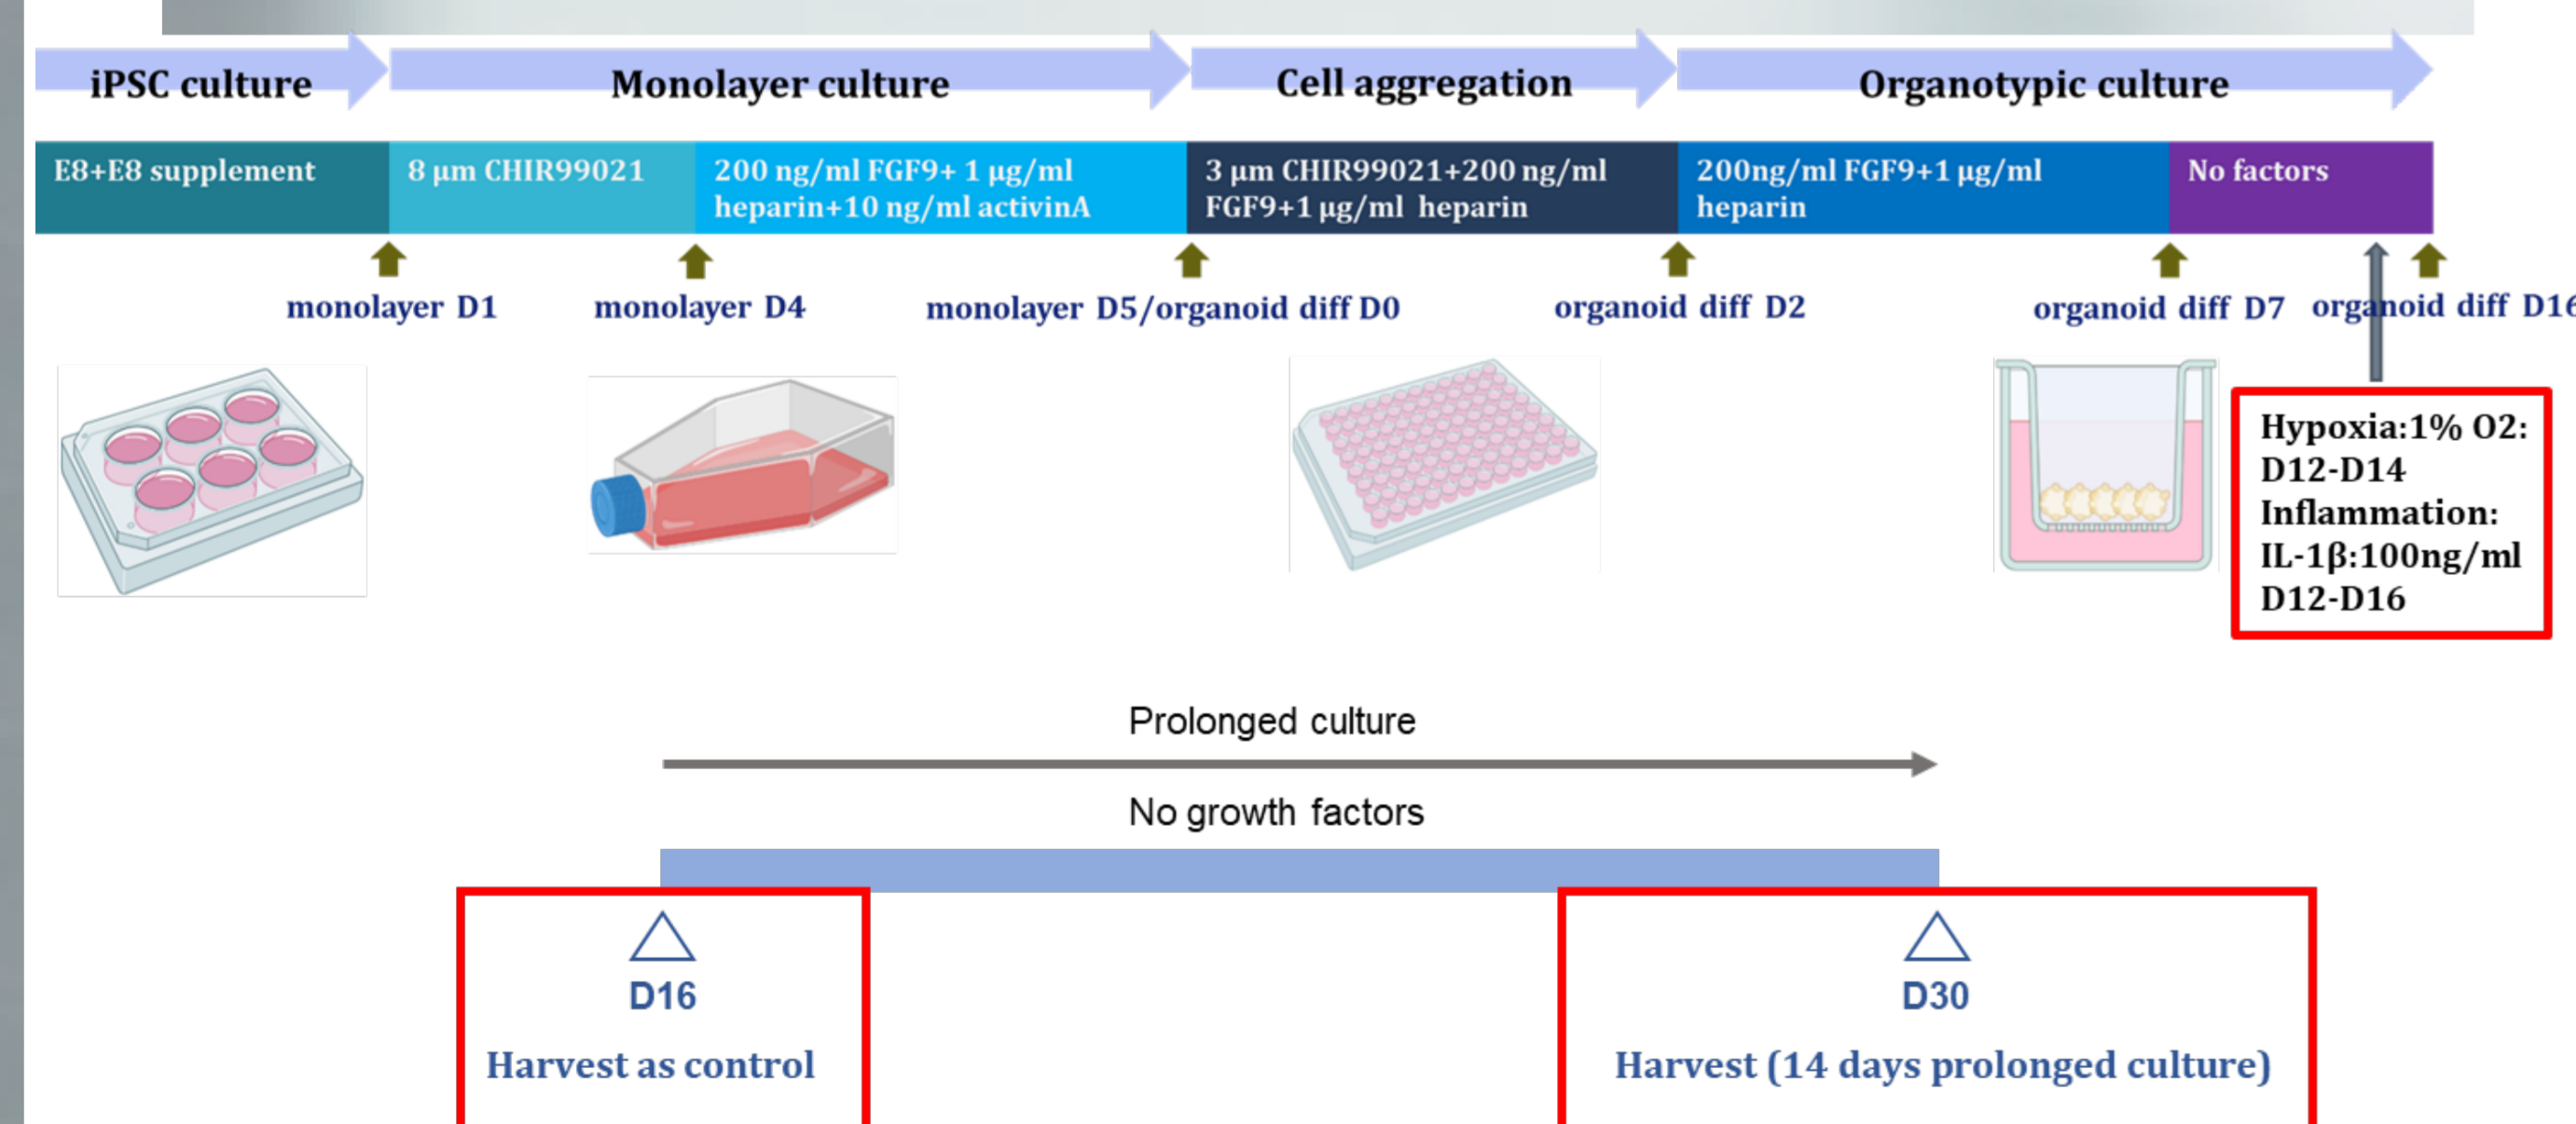 iPSC culture
Monolayer culture
Cell aggregation
Organotypic culture
E8+E8 supplement
8 μm CHIR99021
200 ng/ml FGF9+ 1 μg/ml
heparin+10 ng/ml activinA
3 μm CHIR99021+200 ng/ml
FGF9+1 μg/ml heparin
200ng/ml FGF9+1 μg/ml
heparin
No factors
monolayer D1
monolayer D4
monolayer D5/organoid diff D0
organoid diff D2
organoid diff D7
organoid diff D16
Hypoxia:1% O2:
D12-D14
Inflammation:
IL-1β:100ng/ml
D12-D16
Prolonged culture
No growth factors
D16
Harvest as control
D30
Harvest (14 days prolonged culture)